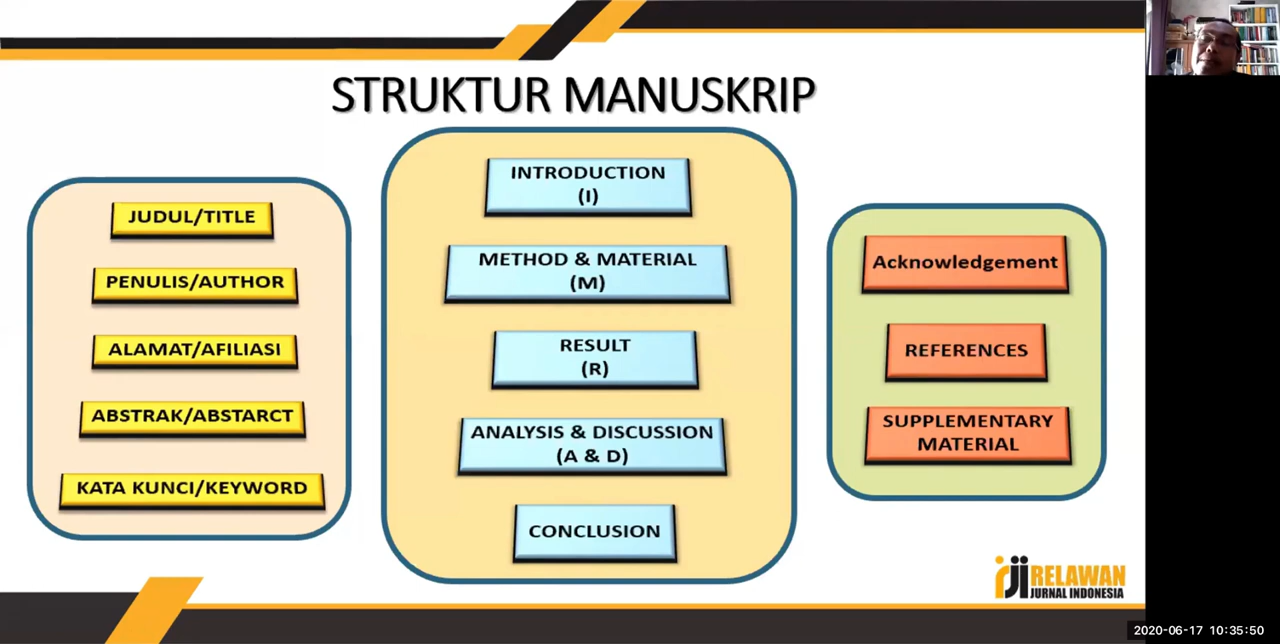 STRUKTUR MANUSKRIP
JUDUL/TITLE
PENULIS/AUTHOR
ALAMAT/AFILIASI
ABSTRAK/ABSTARCT
KATA KUNCI/KEYWORD
INTRODUCTION
(I)
METHOD & MATERIAL
(M)
RESULT
(R)
ANALYSIS & DISCUSSION
(A & D)
CONCLUSION
Acknowledgement
REFERENCES
SUPPLEMENTARY
MATERIAL
RELAWAN
JURNAL INDONESIA
2020-06-17 10:35:50